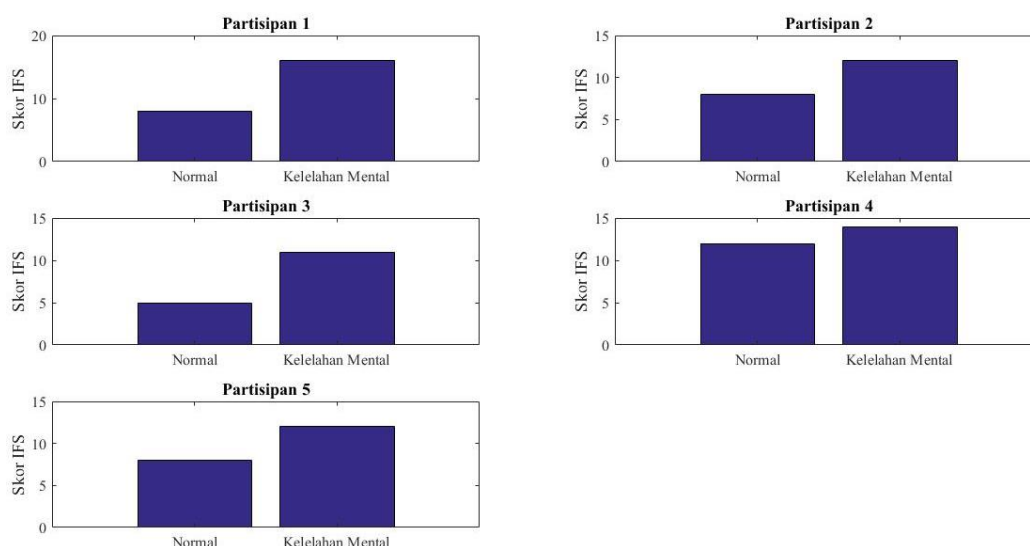 Partisipan 1
20
10
0
Skor IFS
Normal
Kelelahan Mental
Partisipan 2
15
10
5
0
Skor IFS
Normal
Kelelahan Mental
Partisipan 3
15
10
5
0
Skor IFS
Normal
Kelelahan Mental
Partisipan 4
15
10
5
0
Skor IFS
Normal
Kelelahan Mental
Partisipan 5
15
10
5
0
Skor IFS
Normal
Kelelahan Mental